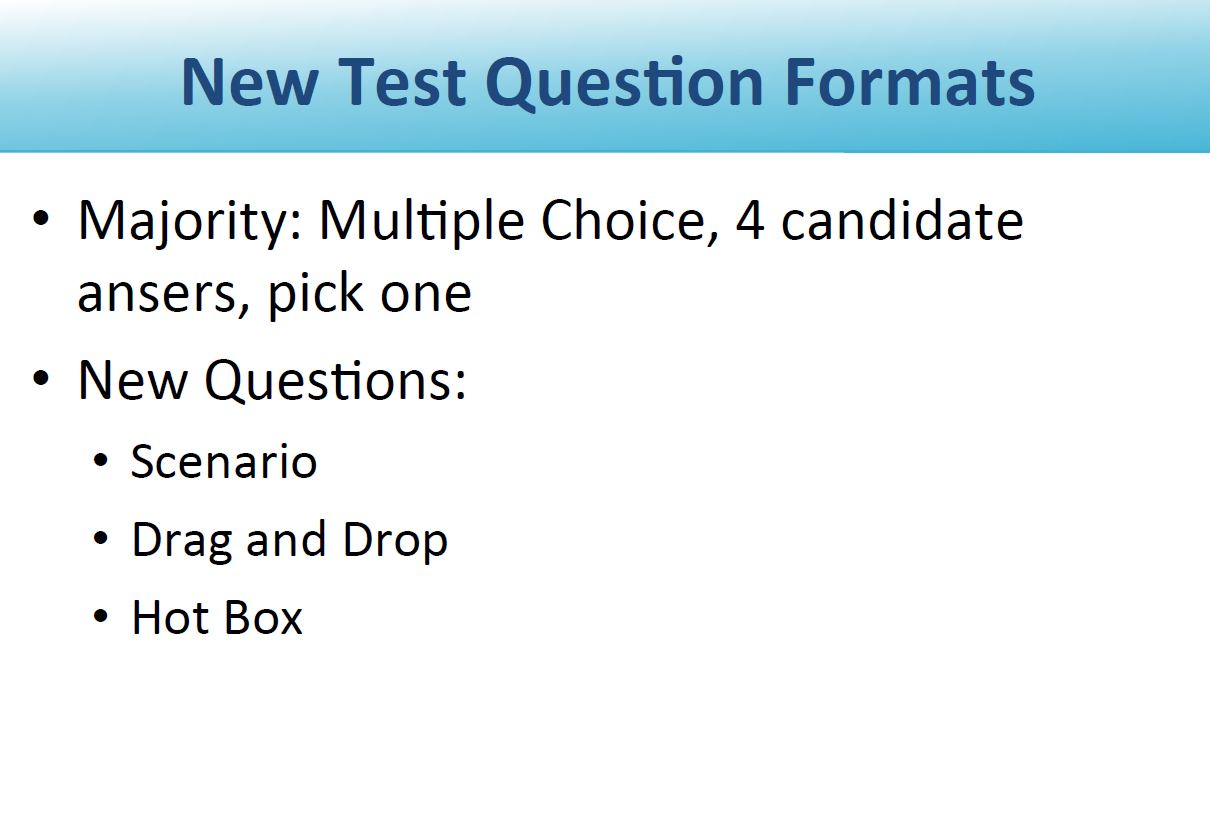 New Test Question Formats
• Majority: Multiple Choice, 4 candidate
ansers, pick one
• New Questions:
• Scenario
• Drag and Drop
• Hot Box